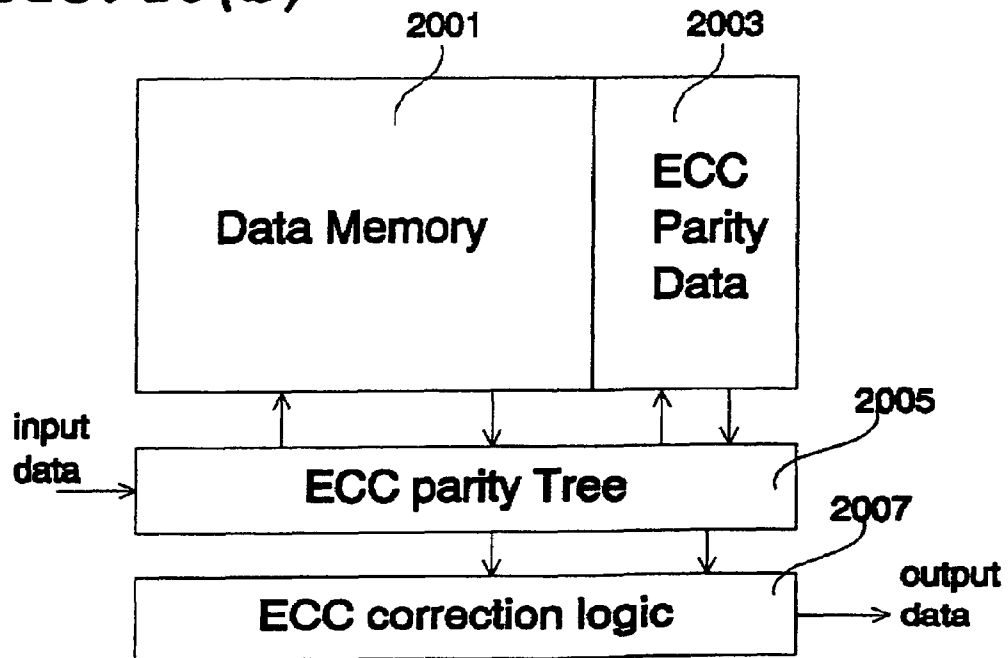 2001
2003
Data Memory
ECC
Parity
Data
input
data
2005
ECC parity Tree
2007
ECC correction logic
output
data